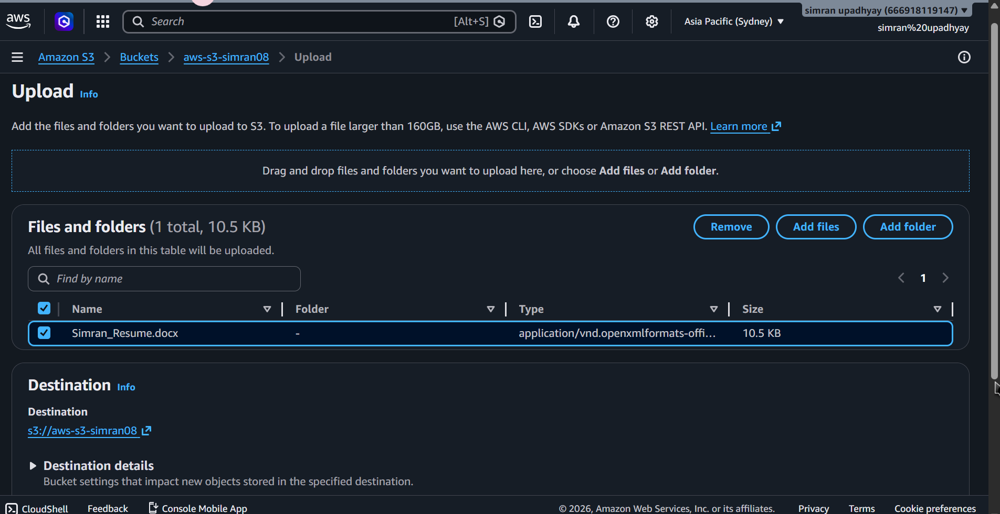 aws
Search [Alt+S]
Asia Pacific (Sydney)
simran upadhyay (666918119147)
simran%20upadhyay
Amazon S3 > Buckets > aws-s3-simran08 > Upload
Upload Info
Add the files and folders you want to upload to S3. To upload a file larger than 160GB, use the AWS CLI, AWS SDKs or Amazon S3 REST API. Learn more
Drag and drop files and folders you want to upload here, or choose Add files or Add folder.
Files and folders (1 total, 10.5 KB)
Remove Add files Add folder
All files and folders in this table will be uploaded.
Find by name
1
Name Folder Type Size
Simran_Resume.docx - application/vnd.openxmlformats-offi... 10.5 KB
Destination Info
Destination
s3://aws-s3-simran08
Destination details
Bucket settings that impact new objects stored in the specified destination.
CloudShell Feedback Console Mobile App © 2026, Amazon Web Services, Inc. or its affiliates. Privacy Terms Cookie preferences